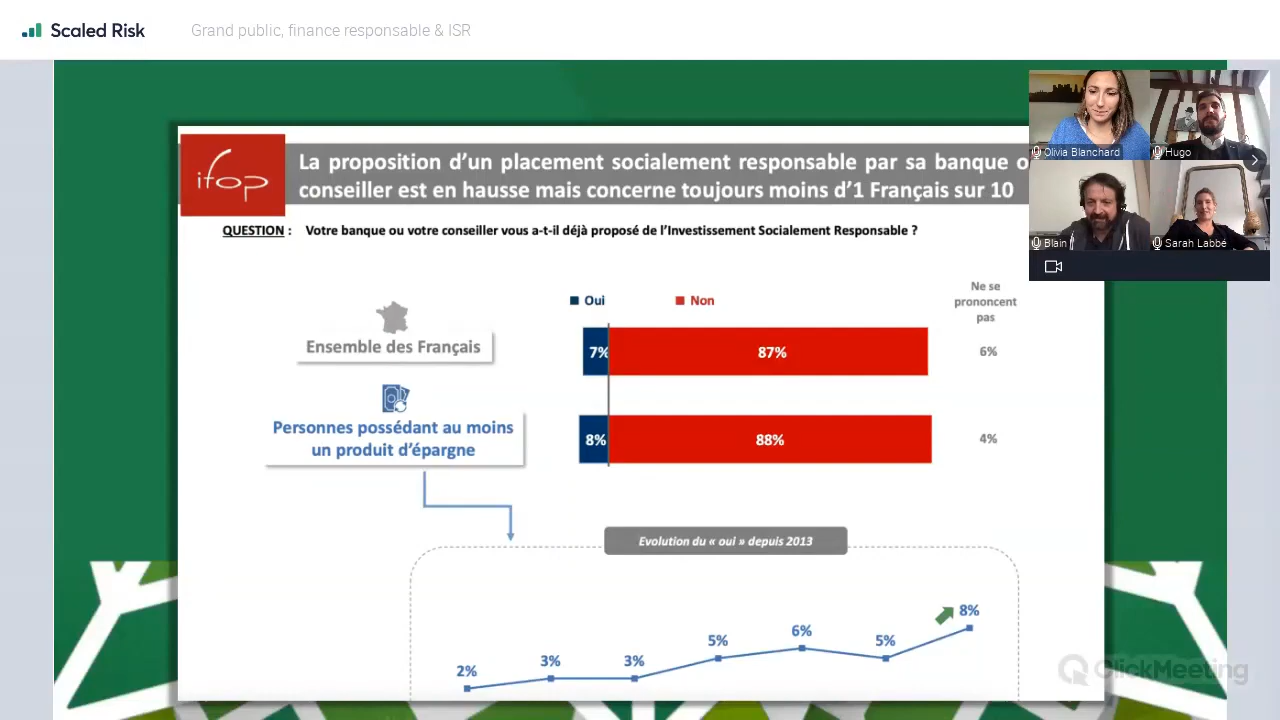 Scaled Risk
Grand public, finance responsable & ISR
ifop
La proposition d'un placement socialement responsable par sa banque o
conseiller est en hausse mais concerne toujours moins d'1 Français sur 10
QUESTION : Votre banque ou votre conseiller vous a-t-il déjà proposé de l'Investissement Socialement Responsable ?
Olivia Blanchard
Hugo
Blain
Sarah Labbé
Oui
Non
Ne se
prononcent
pas
Ensemble des Français
7%
87%
6%
Personnes possédant au moins
un produit d'épargne
8%
88%
4%
Evolution du « oui » depuis 2013
2%
3%
3%
5%
6%
5%
8%
ClickMeeting